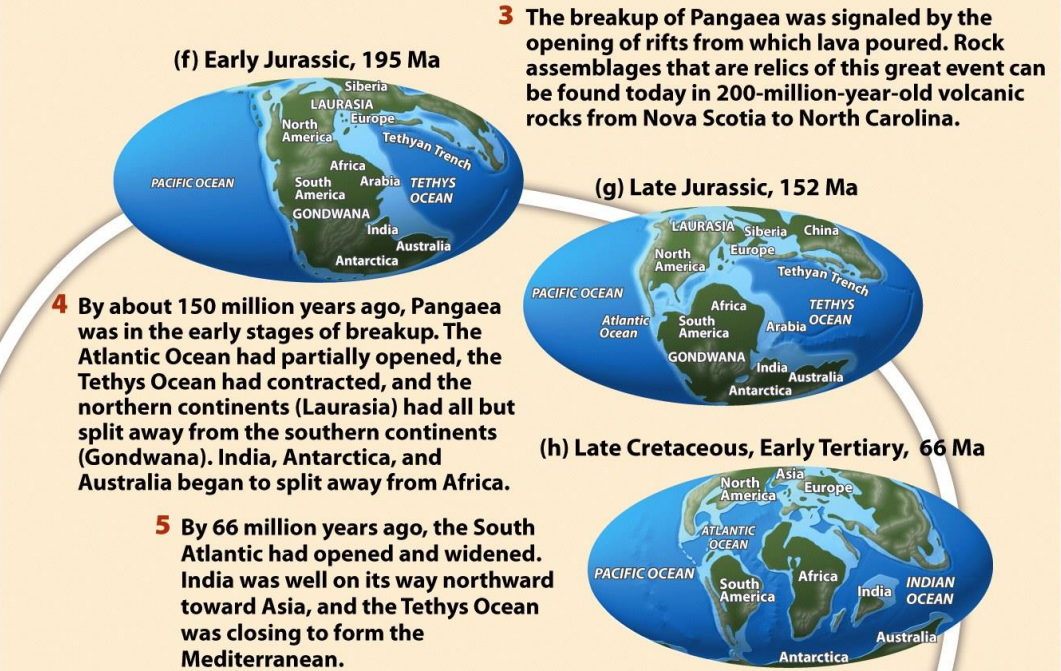 3 The breakup of Pangaea was signaled by the
opening of rifts from which lava poured. Rock
assemblages that are relics of this great event can
be found today in 200-million-year-old volcanic
rocks from Nova Scotia to North Carolina.
(f) Early Jurassic, 195 Ma
Siberia
LAURASIA
Europe
North
America
Tethyan Trench
Africa
PACIFIC OCEAN
South
America
Arabia
TETHYS
OCEAN
GONDWANA
India
Australia
Antarctica
(g) Late Jurassic, 152 Ma
LAURASIA
Siberia
China
Europe
North
America
Tethyan Trench
PACIFIC OCEAN
Africa
TETHYS
OCEAN
Atlantic
Ocean
South
America
Arabia
GONDWANA
India
Australia
Antarctica
4 By about 150 million years ago, Pangaea
was in the early stages of breakup. The
Atlantic Ocean had partially opened, the
Tethys Ocean had contracted, and the
northern continents (Laurasia) had all but
split away from the southern continents
(Gondwana). India, Antarctica, and
Australia began to split away from Africa.
(h) Late Cretaceous, Early Tertiary, 66 Ma
Asia
North
America
Europe
ATLANTIC
OCEAN
PACIFIC OCEAN
South
America
Africa
India
INDIAN
OCEAN
Australia
Antarctica
5 By 66 million years ago, the South
Atlantic had opened and widened.
India was well on its way northward
toward Asia, and the Tethys Ocean
was closing to form the
Mediterranean.